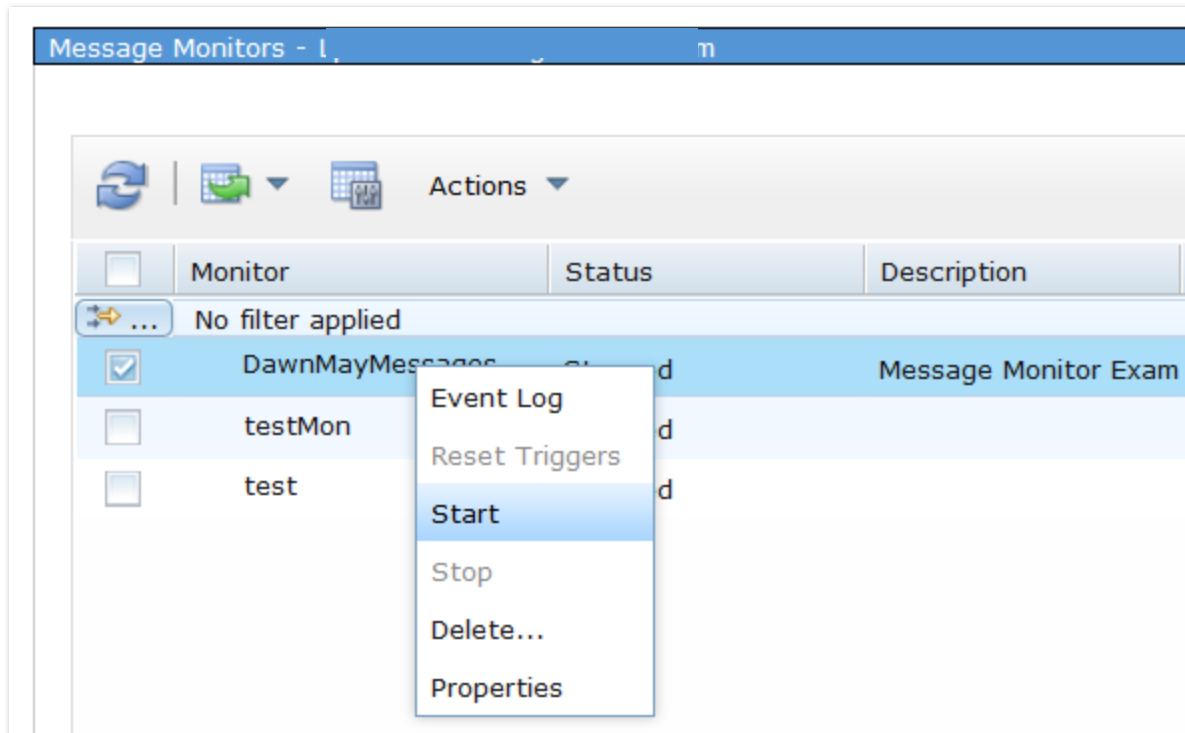 Message Monitors -
Actions
Monitor Status Description
... No filter applied
DawnMayMessages Message Monitor Exam
testMon
test
Event Log
Reset Triggers
Start
Stop
Delete...
Properties